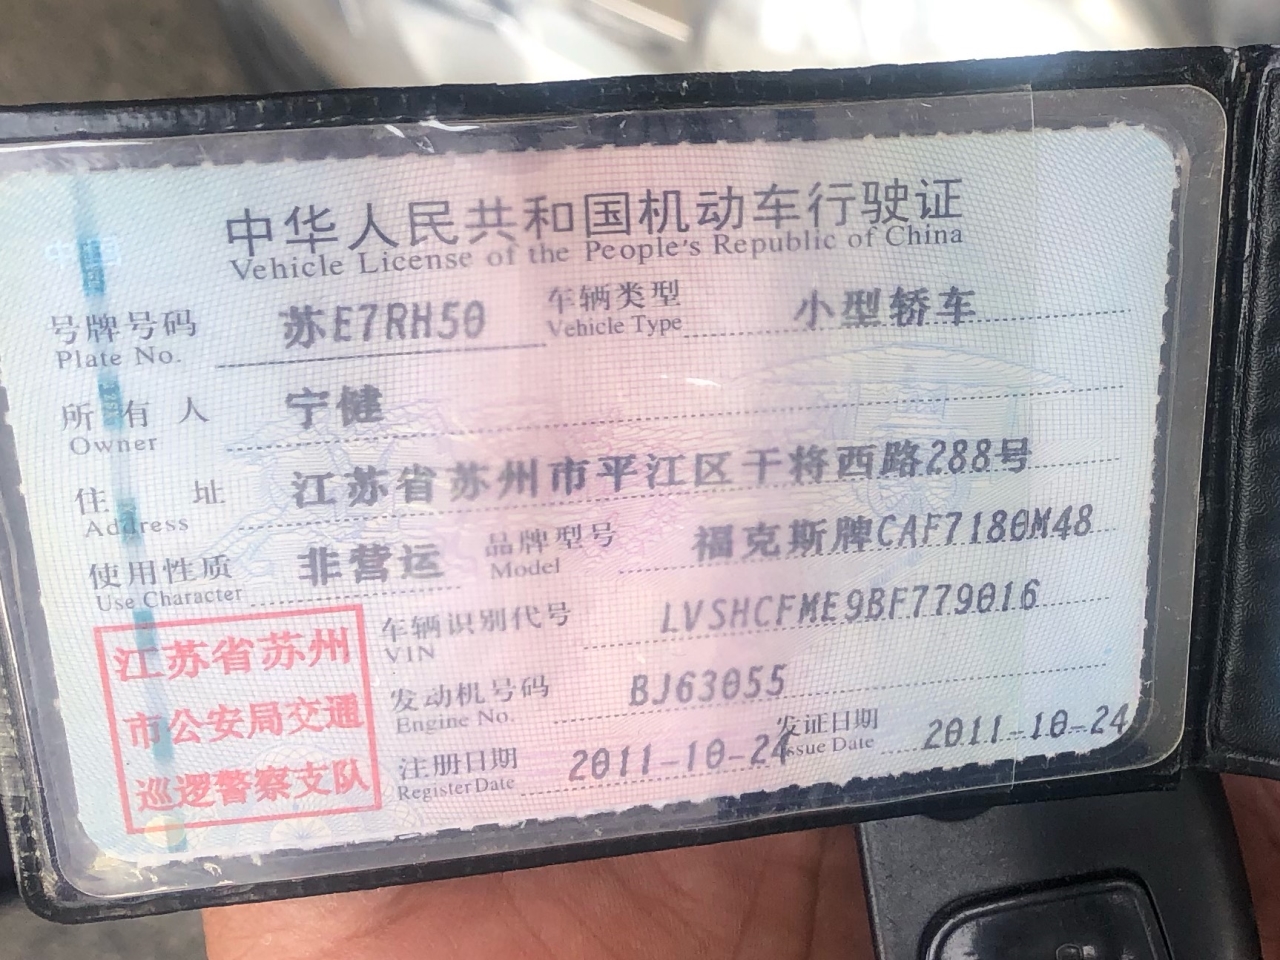 中华人民共和国机动车行驶证
Vehicle License of the People's Republic of China
号牌号码 苏E7RH50 车辆类型 小型轿车
Plate No. Vehicle Type
所有人 宁健
Owner
住址 江苏省苏州市平江区干将西路288号
Address
使用性质 非营运 品牌型号 福克斯牌CAF7180M48
Use Character Model
江苏省苏州
市公安局交通
巡逻警察支队
车辆识别代号 LVSHCFME9BF779016
VIN
发动机号码 BJ63055
Engine No.
注册日期 2011-10-24 发证日期 2011-10-24
Register Date Issue Date